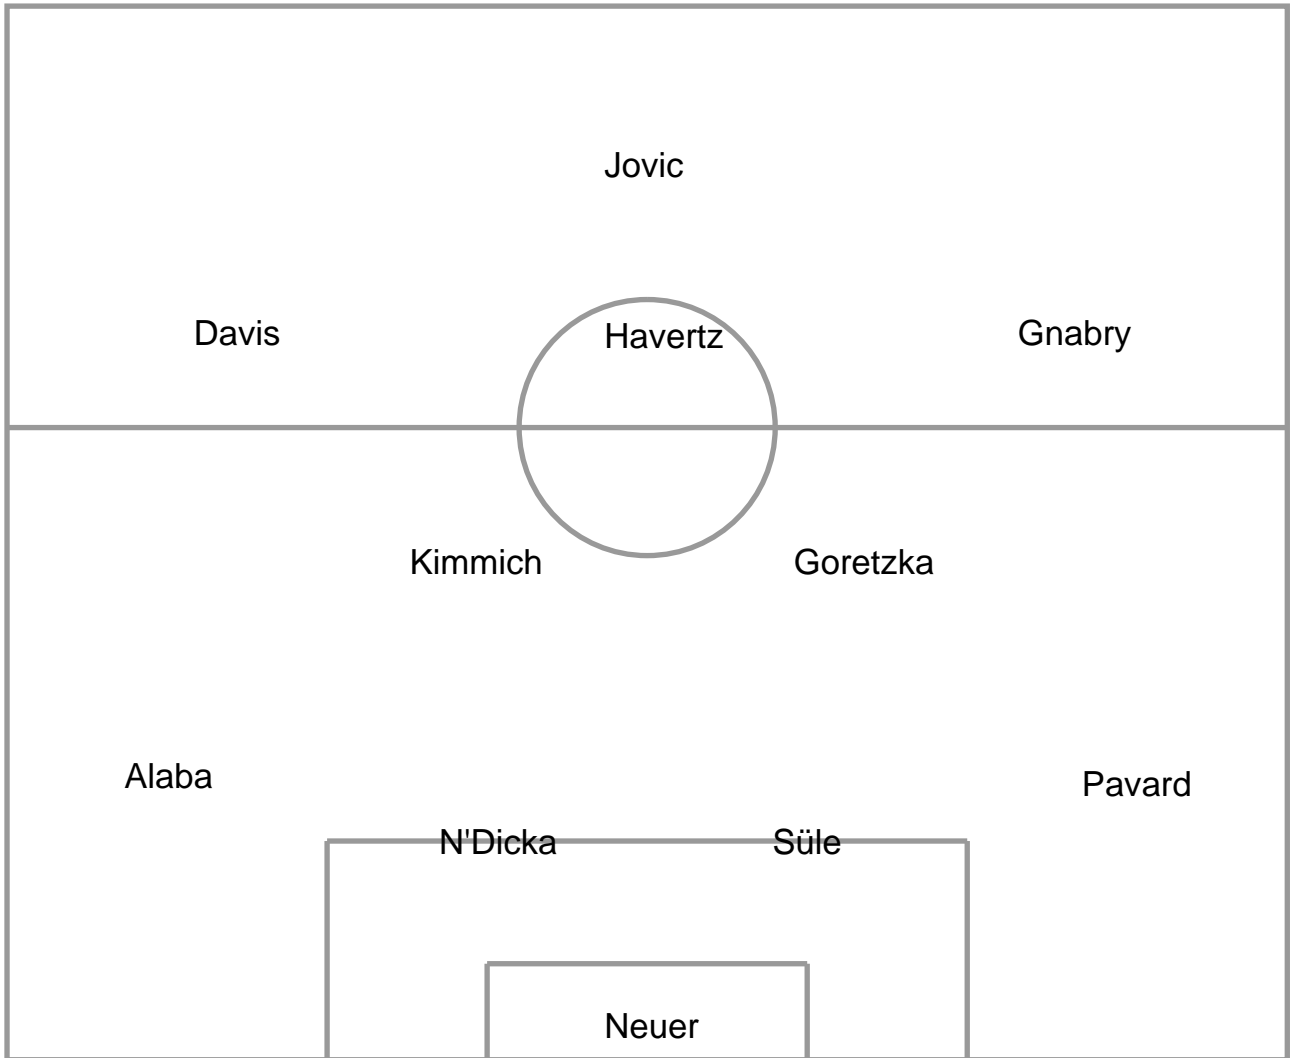 Jovic
Davis
Havertz
Gnabry
Kimmich
Goretzka
Alaba
Pavard
N'Dicka
Süle
Neuer